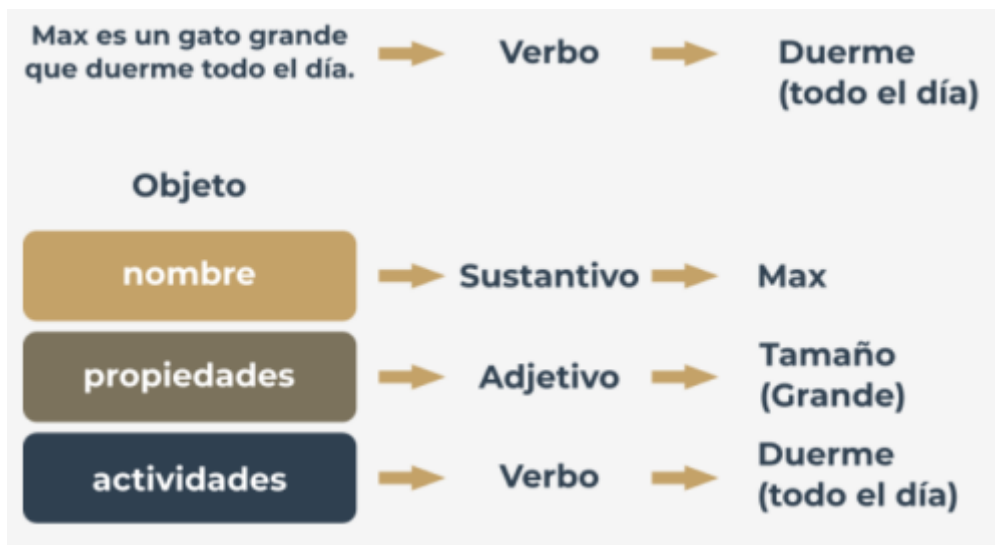 Max es un gato grande
que duerme todo el día.
Verbo
Duerme
(todo el día)
Objeto
nombre
Sustantivo
Max
propiedades
Adjetivo
Tamaño
(Grande)
actividades
Verbo
Duerme
(todo el día)